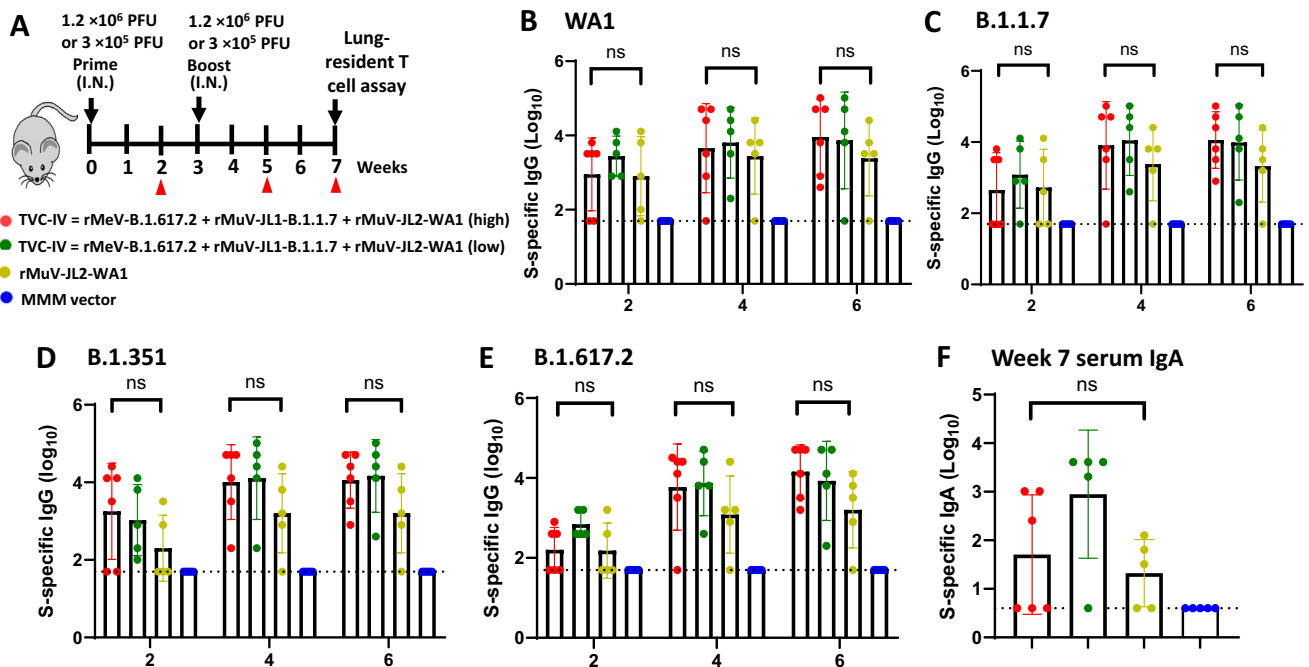 A
1.2 ×10⁶ PFU
or 3 ×10⁵ PFU
Prime
(I.N.)
1.2 ×10⁶ PFU
or 3 ×10⁵ PFU
Boost
(I.N.)
Lung-
resident T
cell assay
0 1 2 3 4 5 6 7 Weeks
TVC-IV = rMeV-B.1.617.2 + rMuV-JL1-B.1.1.7 + rMuV-JL2-WA1 (high)
TVC-IV = rMeV-B.1.617.2 + rMuV-JL1-B.1.1.7 + rMuV-JL2-WA1 (low)
rMuV-JL2-WA1
MMM vector
B WA1
S-specific IgG (Log₁₀)
6
4
2
0
ns ns ns
2 4 6
C B.1.1.7
S-specific IgG (Log₁₀)
6
4
2
0
ns ns ns
2 4 6
D B.1.351
S-specific IgG (log₁₀)
6
4
2
0
ns ns ns
2 4 6
E B.1.617.2
S-specific IgG (log₁₀)
6
4
2
0
ns ns ns
2 4 6
F Week 7 serum IgA
S-specific IgA (Log₁₀)
5
4
3
2
1
0
ns